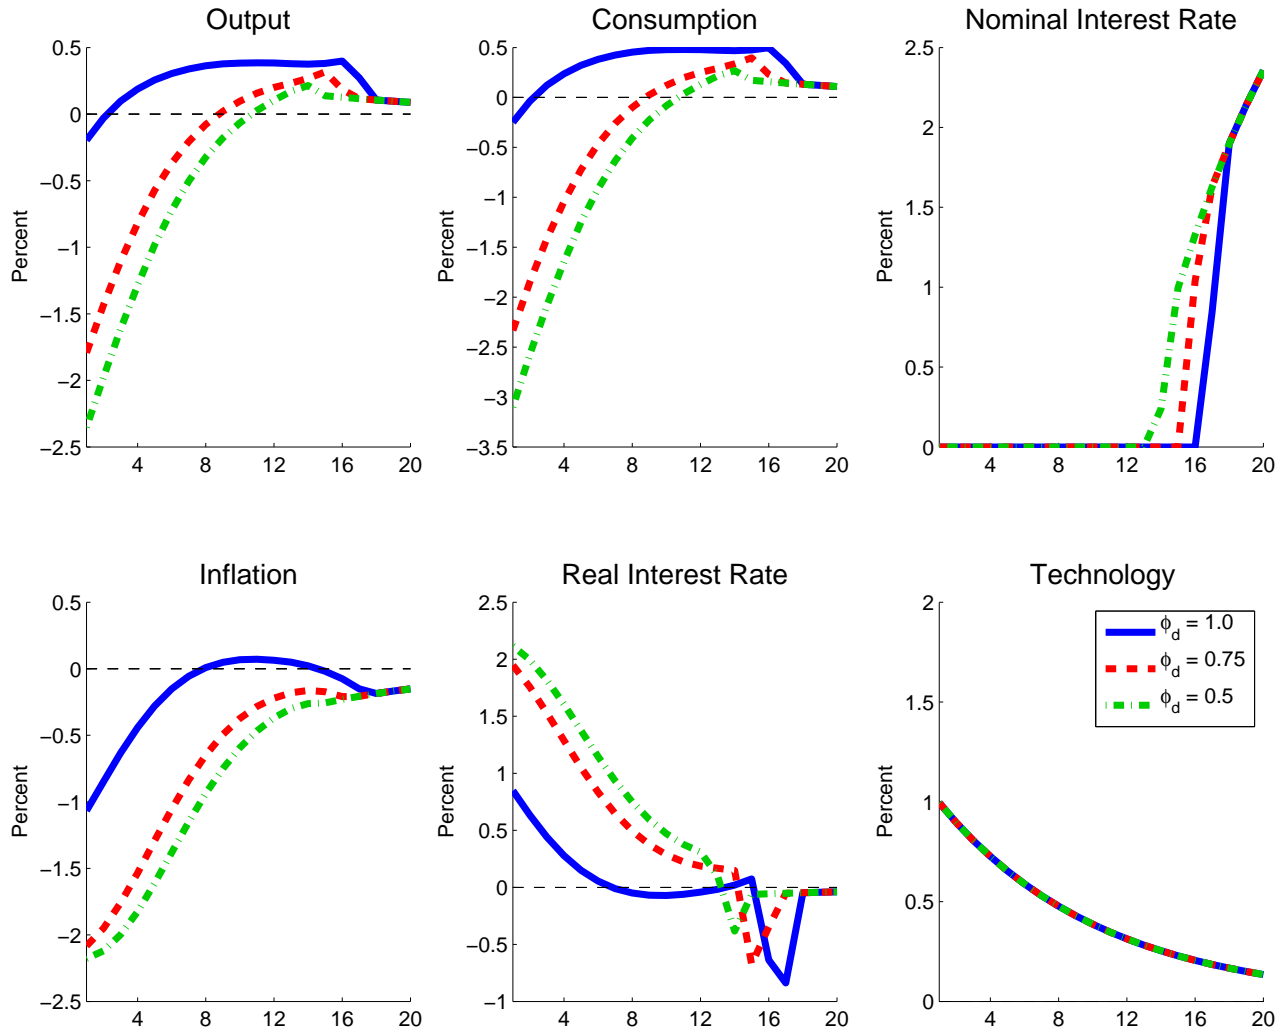 Output
Consumption
Nominal Interest Rate
0.5
0
−0.5
−1
−1.5
−2
−2.5
Percent
4 8 12 16 20
0.5
0
−0.5
−1
−1.5
−2
−2.5
−3
−3.5
Percent
4 8 12 16 20
2.5
2
1.5
1
0.5
0
Percent
4 8 12 16 20
Inflation
Real Interest Rate
Technology
0.5
0
−0.5
−1
−1.5
−2
−2.5
Percent
4 8 12 16 20
2.5
2
1.5
1
0.5
0
−0.5
−1
Percent
4 8 12 16 20
2
1.5
1
0.5
0
Percent
4 8 12 16 20
ϕd = 1.0
ϕd = 0.75
ϕd = 0.5